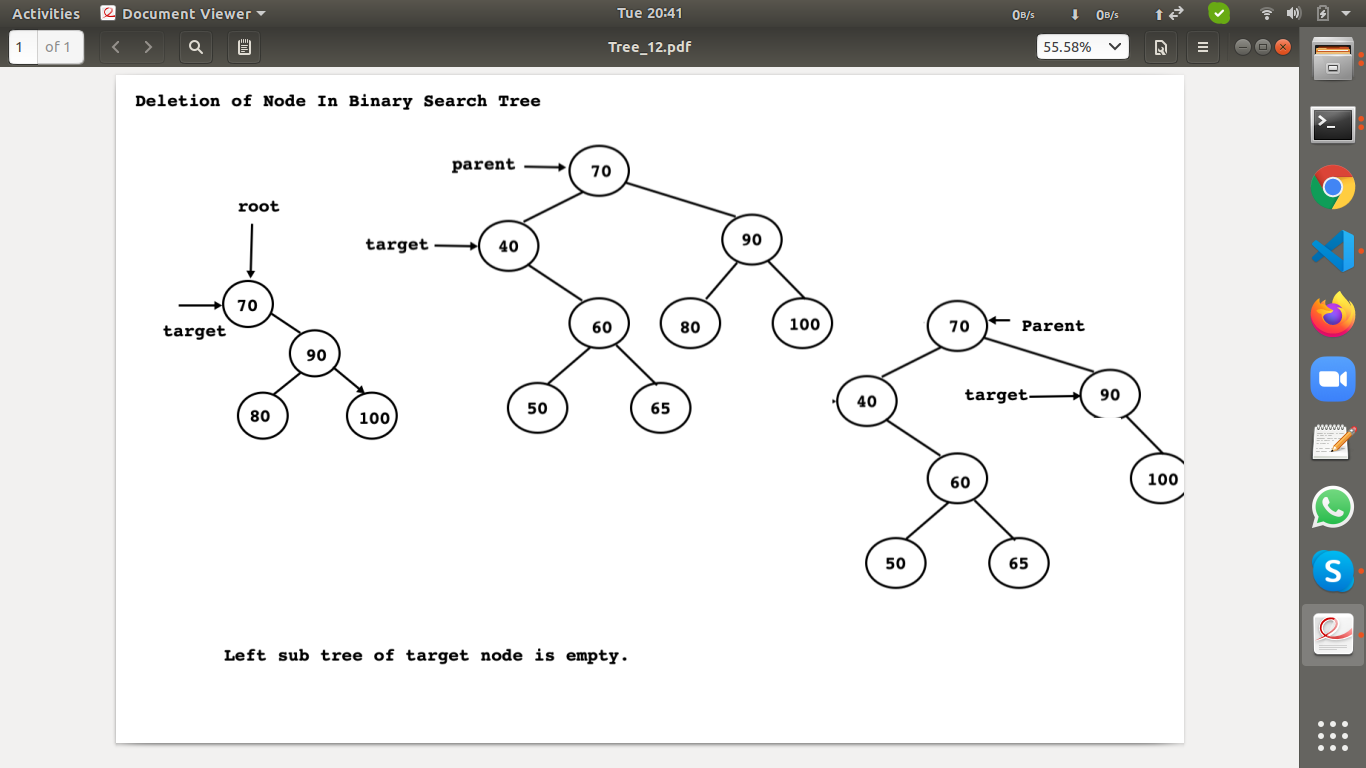 Activities Document Viewer Tue 20:41 0B/s 0B/s
1 of 1 Tree_12.pdf 55.58%
Deletion of Node In Binary Search Tree
root
target
70
90
80 100
parent
70
target
40 90
60 80 100
50 65
70 Parent
40 target 90
60 100
50 65
Left sub tree of target node is empty.